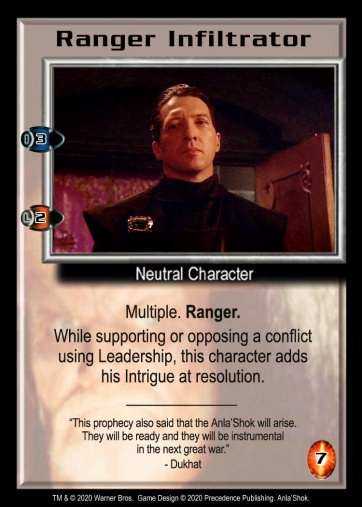 Ranger Infiltrator
I 3
L 2
Neutral Character
Multiple. Ranger.
While supporting or opposing a conflict
using Leadership, this character adds
his Intrigue at resolution.
"This prophecy also said that the Anla'Shok will arise.
They will be ready and they will be instrumental
in the next great war."
- Dukhat
7
TM & © 2020 Warner Bros. Game Design © 2020 Precedence Publishing. Anla'Shok.